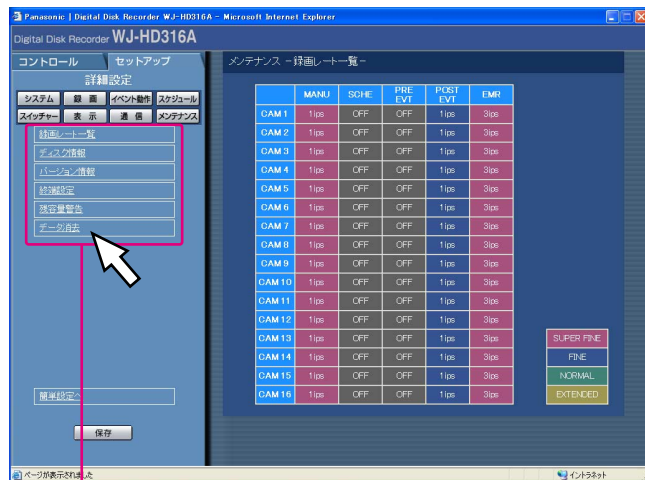 Panasonic | Digital Disk Recorder WJ-HD316A - Microsoft Internet Explorer
Digital Disk Recorder WJ-HD316A
コントロール セットアップ
詳細設定
システム 録画 イベント動作 スケジュール
スイッチャー 表示 通信 メンテナンス
録画レート一覧
ディスク情報
バージョン情報
終端設定
残容量警告
データ消去
簡単設定へ
保存
メンテナンス －録画レート一覧－
MANU SCHE PRE EVT POST EVT EMR
CAM 1 1ips OFF OFF 1ips 3ips
CAM 2 1ips OFF OFF 1ips 3ips
CAM 3 1ips OFF OFF 1ips 3ips
CAM 4 1ips OFF OFF 1ips 3ips
CAM 5 1ips OFF OFF 1ips 3ips
CAM 6 1ips OFF OFF 1ips 3ips
CAM 7 1ips OFF OFF 1ips 3ips
CAM 8 1ips OFF OFF 1ips 3ips
CAM 9 1ips OFF OFF 1ips 3ips
CAM 10 1ips OFF OFF 1ips 3ips
CAM 11 1ips OFF OFF 1ips 3ips
CAM 12 1ips OFF OFF 1ips 3ips
CAM 13 1ips OFF OFF 1ips 3ips
CAM 14 1ips OFF OFF 1ips 3ips
CAM 15 1ips OFF OFF 1ips 3ips
CAM 16 1ips OFF OFF 1ips 3ips
SUPER FINE
FINE
NORMAL
EXTENDED
ページが表示されました
イントラネット